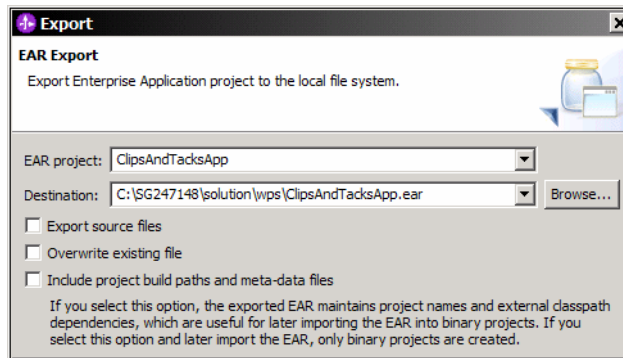 Export
EAR Export
Export Enterprise Application project to the local file system.
EAR project: ClipsAndTacksApp
Destination: C:\SG247148\solution\wps\ClipsAndTacksApp.ear Browse...
Export source files
Overwrite existing file
Include project build paths and meta-data files
If you select this option, the exported EAR maintains project names and external classpath
dependencies, which are useful for later importing the EAR into binary projects. If you
select this option and later import the EAR, only binary projects are created.